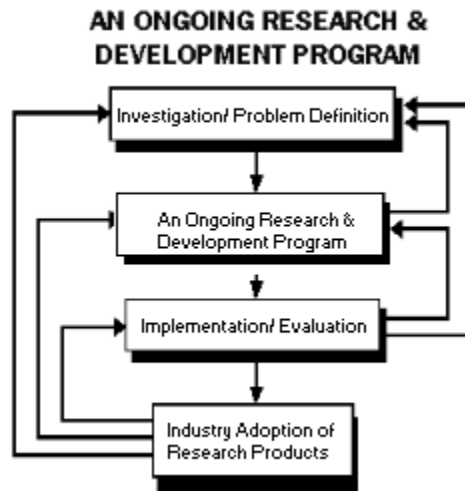 AN ONGOING RESEARCH &
DEVELOPMENT PROGRAM
Investigation/ Problem Definition
An Ongoing Research &
Development Program
Implementation/ Evaluation
Industry Adoption of
Research Products